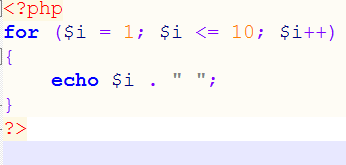 <?php
for ($i = 1; $i <= 10; $i++)
{
    echo $i . " ";
}
?>